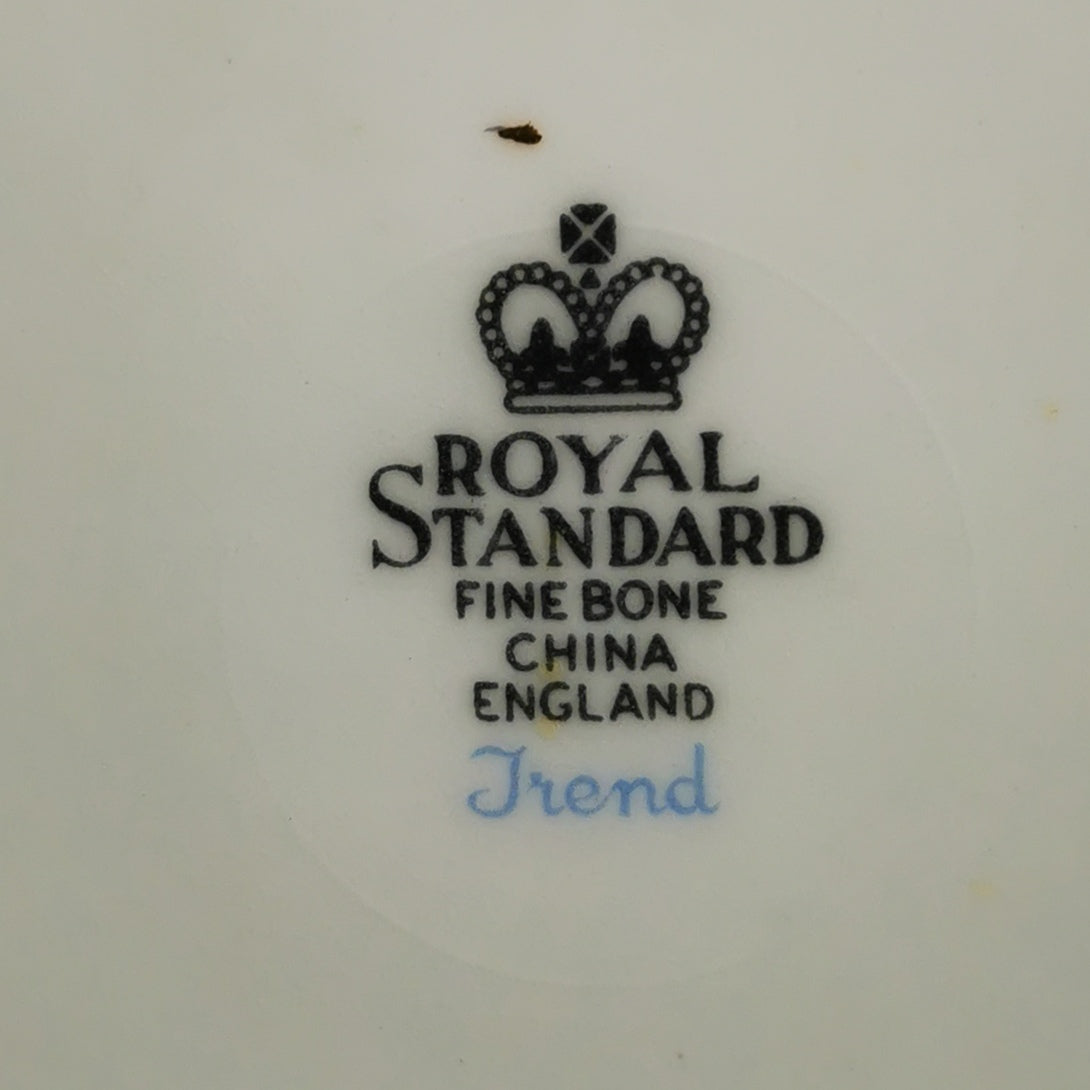 ROYAL
STANDARD
FINE BONE
CHINA
ENGLAND
Trend